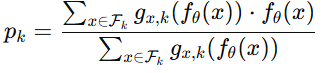 p_k = \frac{\sum_{x \in \mathcal{F}_k} g_{x,k}(f_\theta(x)) \cdot f_\theta(x)}{\sum_{x \in \mathcal{F}_k} g_{x,k}(f_\theta(x))}